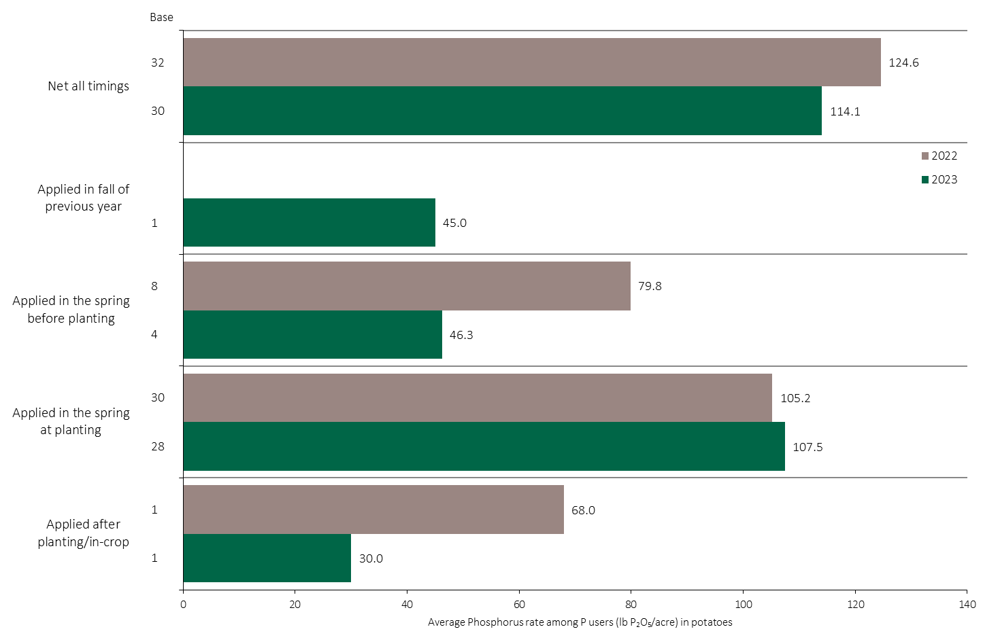 Base
32
124.6
Net all timings
30
114.1
2022
2023
Applied in fall of
previous year
1
45.0
8
79.8
Applied in the spring
before planting
4
46.3
30
105.2
Applied in the spring
at planting
28
107.5
1
68.0
Applied after
planting/in-crop
1
30.0
0 20 40 60 80 100 120 140
Average Phosphorus rate among P users (lb P₂O₅/acre) in potatoes